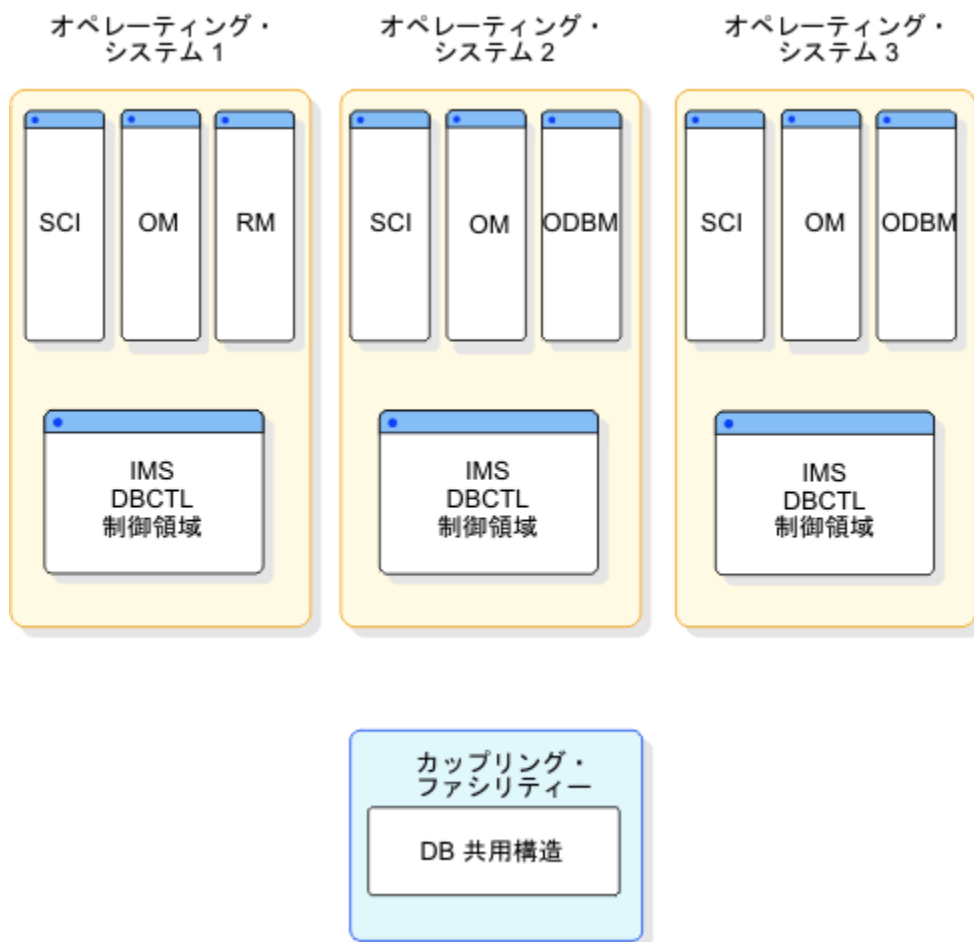 オペレーティング・
システム 1
オペレーティング・
システム 2
オペレーティング・
システム 3
SCI
OM
RM
SCI
OM
ODBM
SCI
OM
ODBM
IMS
DBCTL
制御領域
IMS
DBCTL
制御領域
IMS
DBCTL
制御領域
カップリング・
ファシリティー
DB 共用構造